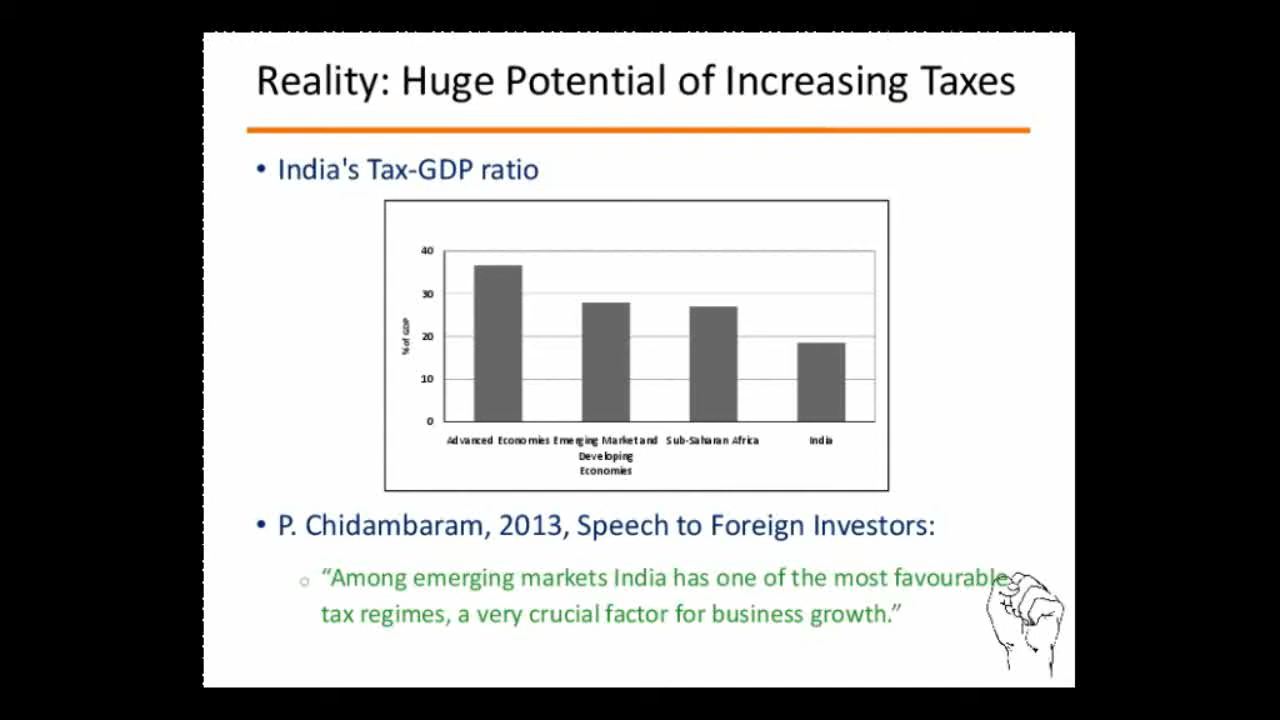 Reality: Huge Potential of Increasing Taxes
• India's Tax-GDP ratio
40
30
20
10
0
% of GDP
Advanced Economies
Emerging Market and
Developing
Economies
Sub-Saharan Africa
India
• P. Chidambaram, 2013, Speech to Foreign Investors:
○ “Among emerging markets India has one of the most favourable
tax regimes, a very crucial factor for business growth.”